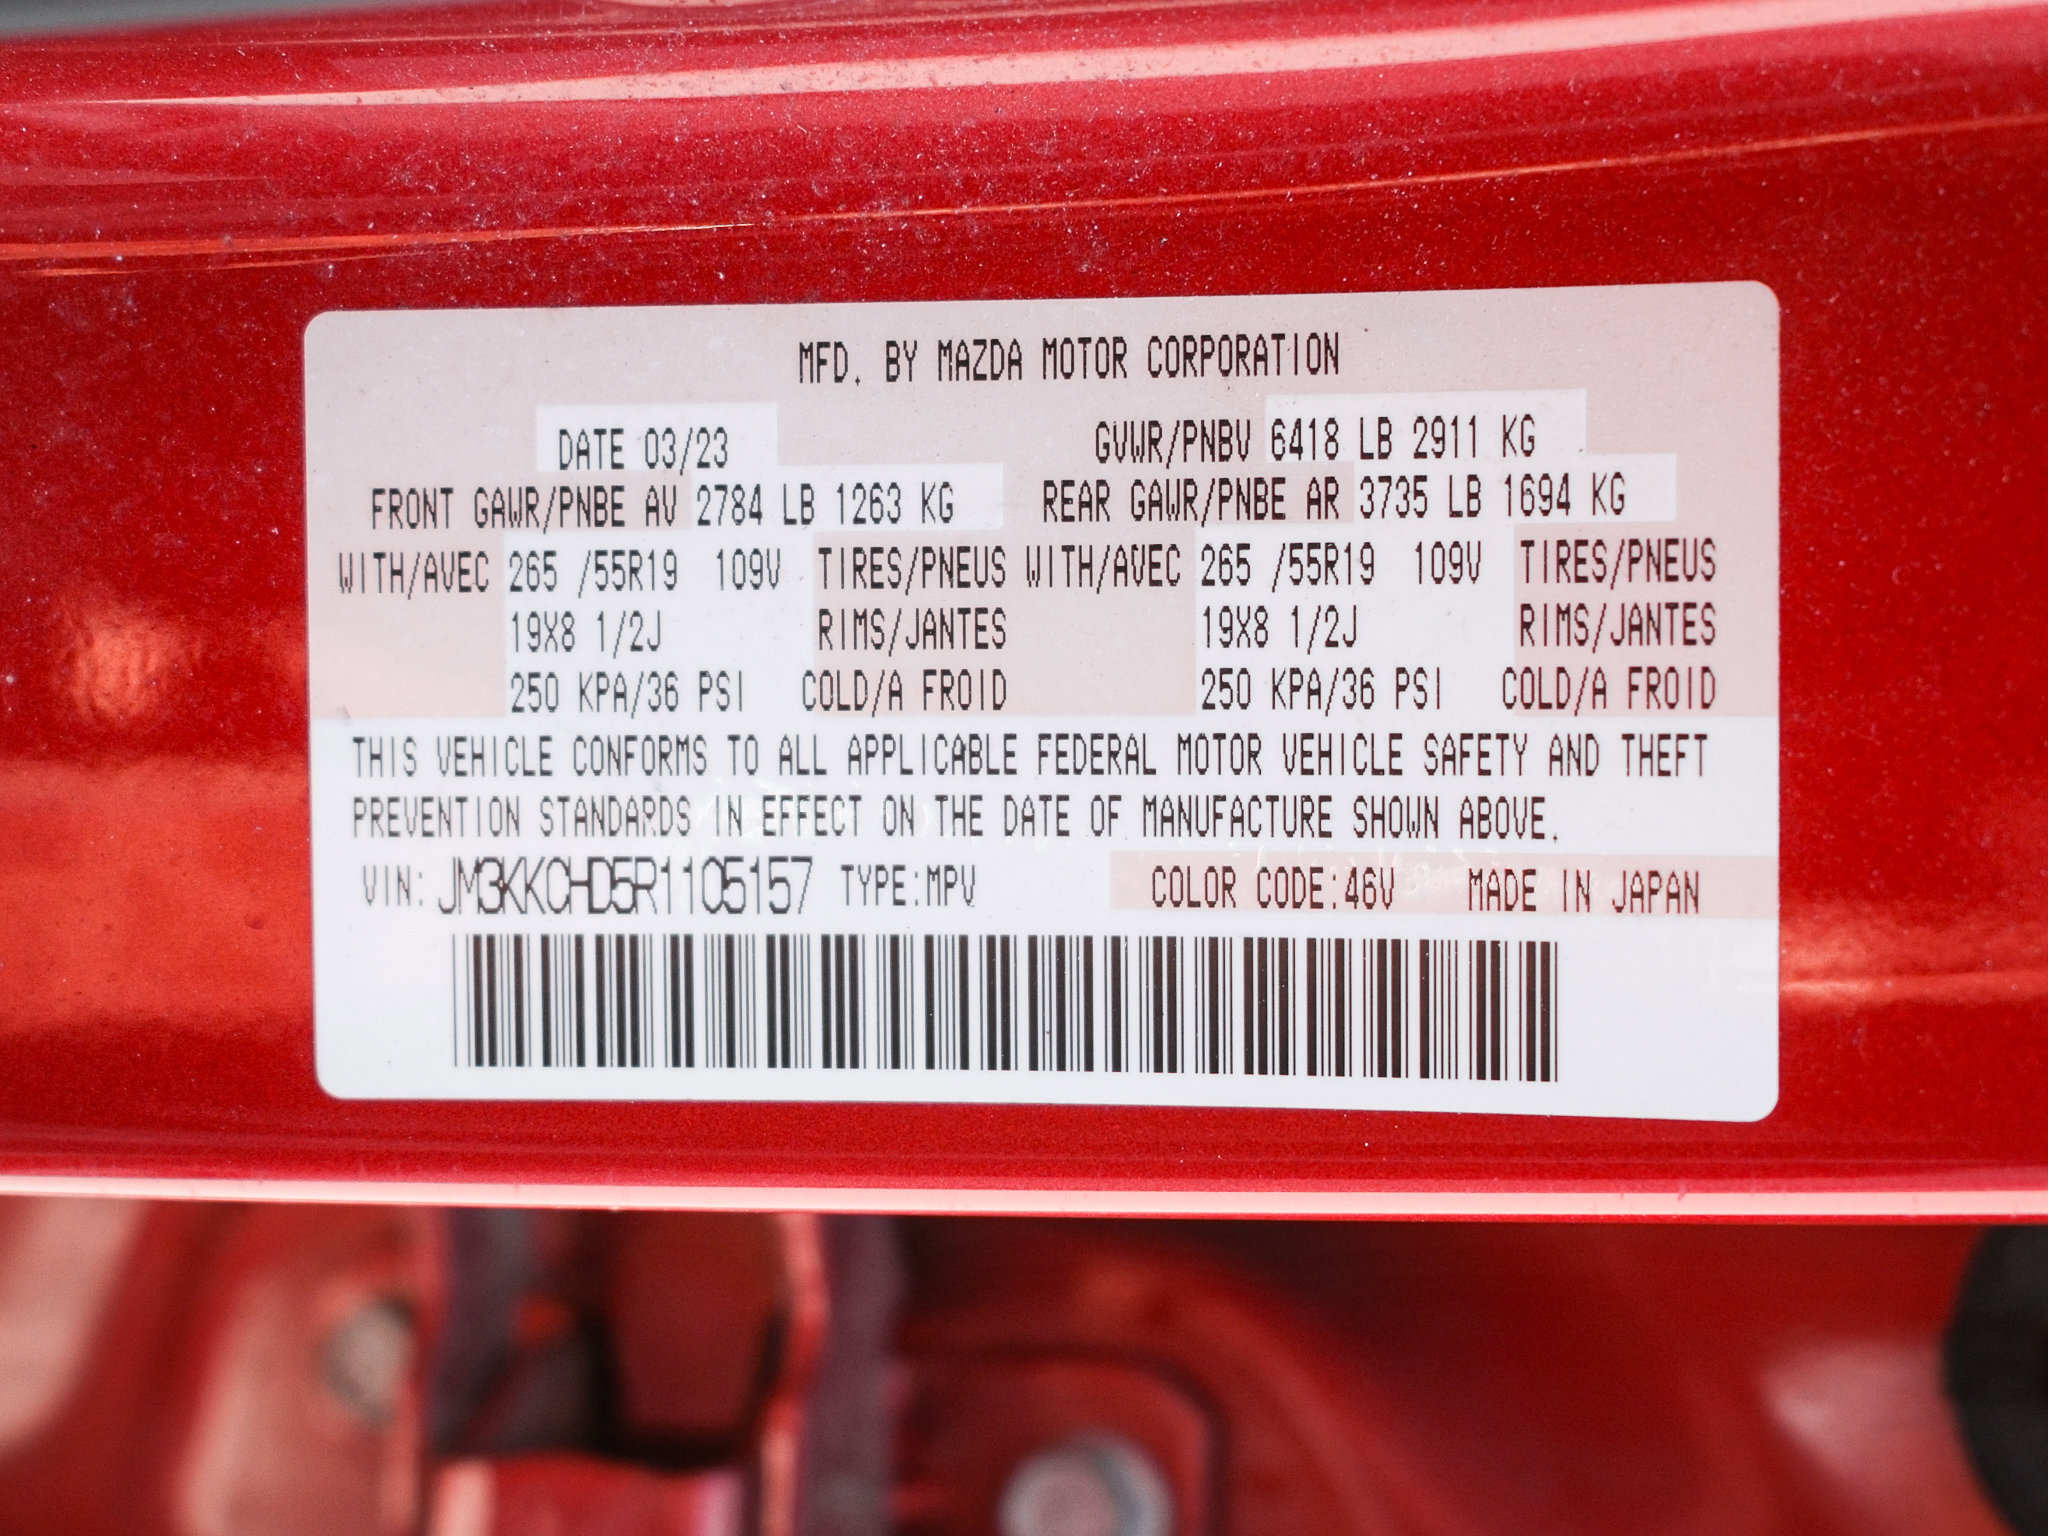 MFD. BY MAZDA MOTOR CORPORATION
DATE 03/23 GVWR/PNBV 6418 LB 2911 KG
FRONT GAWR/PNBE AV 2784 LB 1263 KG REAR GAWR/PNBE AR 3735 LB 1694 KG
WITH/AVEC 265 /55R19 109V TIRES/PNEUS WITH/AVEC 265 /55R19 109V TIRES/PNEUS
19X8 1/2J RIMS/JANTES 19X8 1/2J RIMS/JANTES
250 KPA/36 PSI COLD/A FROID 250 KPA/36 PSI COLD/A FROID
THIS VEHICLE CONFORMS TO ALL APPLICABLE FEDERAL MOTOR VEHICLE SAFETY AND THEFT
PREVENTION STANDARDS IN EFFECT ON THE DATE OF MANUFACTURE SHOWN ABOVE.
VIN: JM3KKCHD5R1105157 TYPE:MPV COLOR CODE:46V MADE IN JAPAN